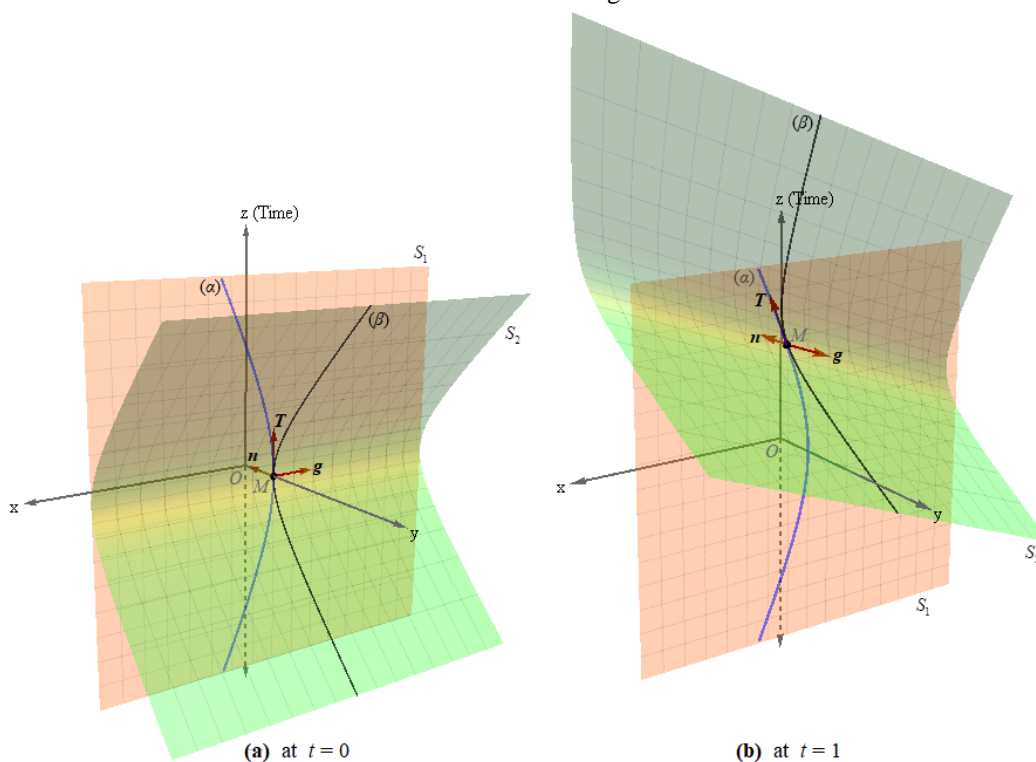 z (Time)
S1
(α)
(β)
S2
T
n
g
O
M
x
y
(a) at t = 0
(β)
z (Time)
(α)
T
n
M
g
O
x
y
S
S1
(b) at t = 1